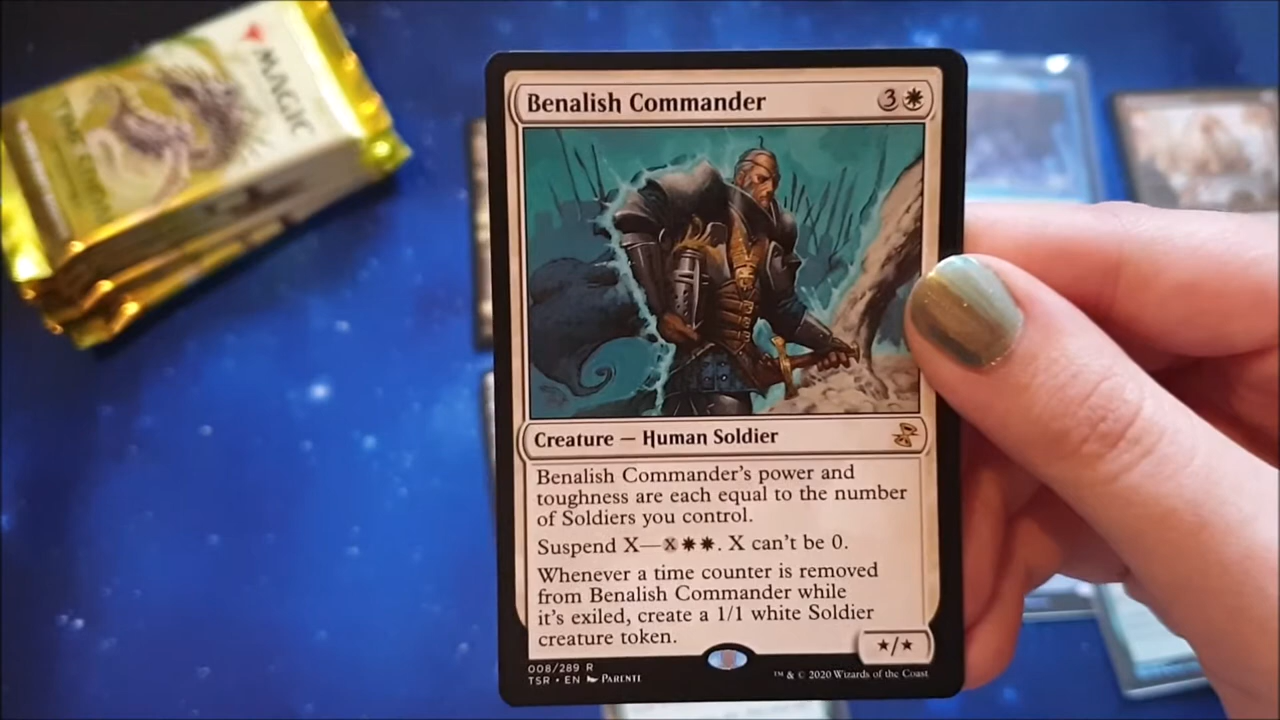 MAGIC
Benalish Commander 3
Creature — Human Soldier
Benalish Commander's power and
toughness are each equal to the number
of Soldiers you control.
Suspend X—X☀☀. X can't be 0.
Whenever a time counter is removed
from Benalish Commander while
it's exiled, create a 1/1 white Soldier
creature token.
★/★
008/289 R
TSR • EN Parente
™ & © 2020 Wizards of the Coast